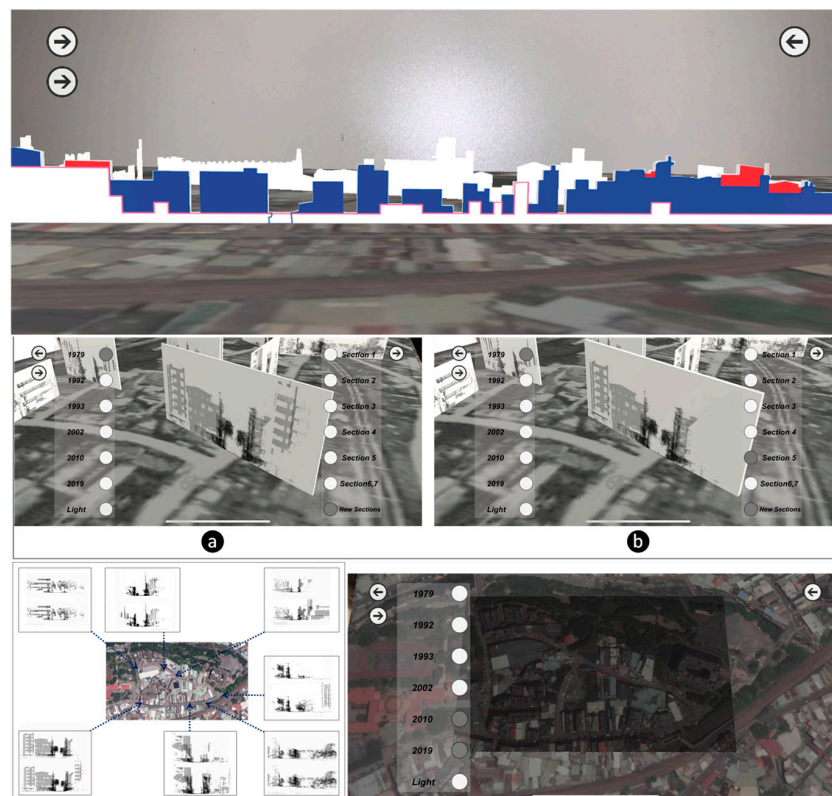 1979
1992
1993
2002
2010
2019
Light
Section 1
Section 2
Section 3
Section 4
Section 5
Section6,7
New Sections
a
1979
1992
1993
2002
2010
2019
Light
Section 1
Section 2
Section 3
Section 4
Section 5
Section6,7
New Sections
b
1979
1992
1993
2002
2010
2019
Light